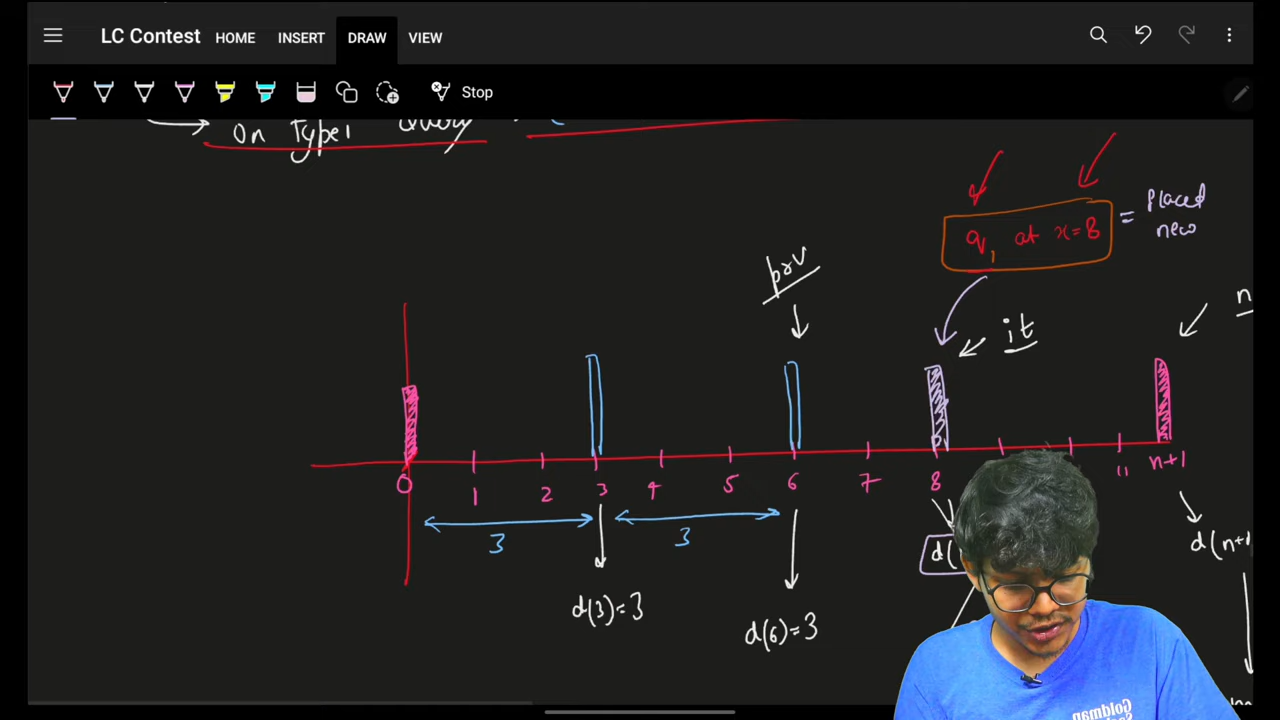 LC Contest HOME INSERT DRAW VIEW
Stop
On Type1 Query
q1 at x=8 = placed
new
prv
it
n
0 1 2 3 4 5 6 7 8 11 n+1
3 3
d(3)=3
d(6)=3
d(
d(n+1
Goldman